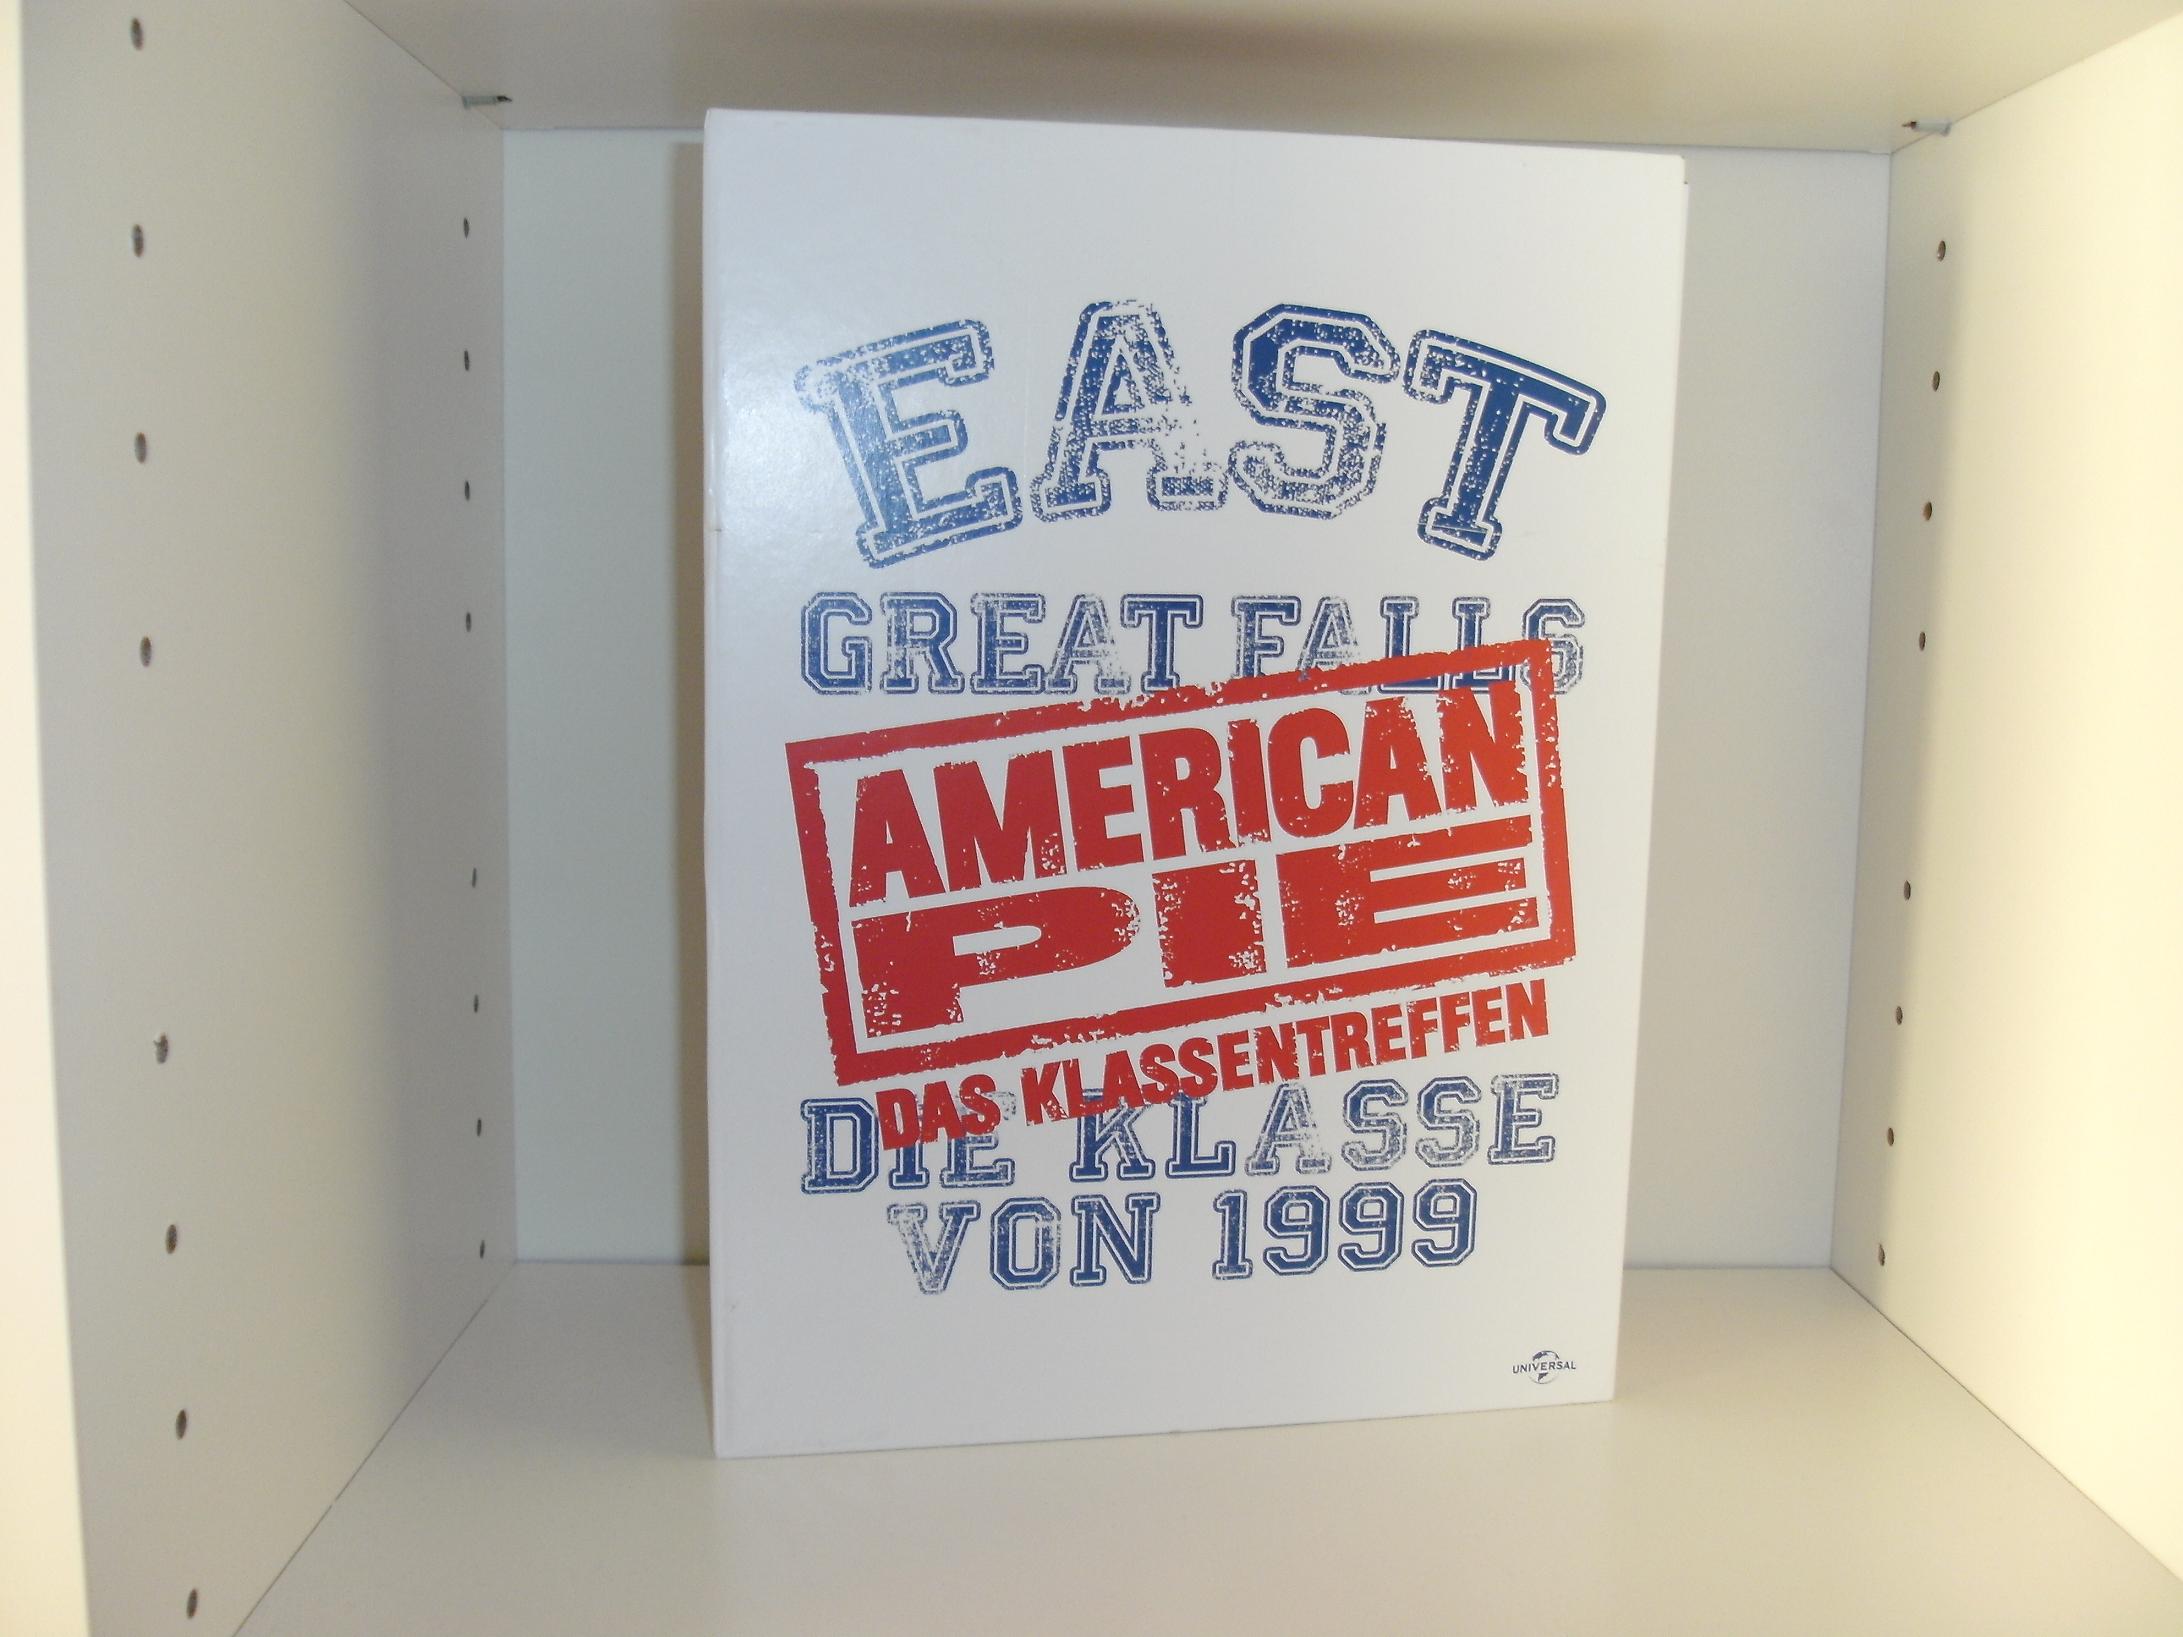 EAST
GREAT FALLS
AMERICAN
PIE
DAS KLASSENTREFFEN
DIE KLASSE
VON 1999
UNIVERSAL